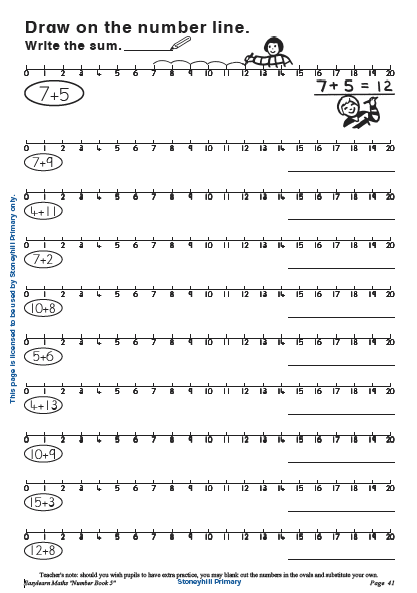 Draw on the number line.
Write the sum.
0 1 2 3 4 5 6 7 8 9 10 11 12 13 14 15 16 17 18 19 20
7+5
7+5=12
0 1 2 3 4 5 6 7 8 9 10 11 12 13 14 15 16 17 18 19 20
7+9
0 1 2 3 4 5 6 7 8 9 10 11 12 13 14 15 16 17 18 19 20
4+11
0 1 2 3 4 5 6 7 8 9 10 11 12 13 14 15 16 17 18 19 20
7+2
0 1 2 3 4 5 6 7 8 9 10 11 12 13 14 15 16 17 18 19 20
10+8
0 1 2 3 4 5 6 7 8 9 10 11 12 13 14 15 16 17 18 19 20
5+6
0 1 2 3 4 5 6 7 8 9 10 11 12 13 14 15 16 17 18 19 20
4+13
0 1 2 3 4 5 6 7 8 9 10 11 12 13 14 15 16 17 18 19 20
10+9
0 1 2 3 4 5 6 7 8 9 10 11 12 13 14 15 16 17 18 19 20
15+3
0 1 2 3 4 5 6 7 8 9 10 11 12 13 14 15 16 17 18 19 20
12+8
This page is licensed to be used by Stoneyhill Primary only.
Teacher's note: should you wish pupils to have extra practice, you may blank out the numbers in the ovals and substitute your own.
Easylearn Maths "Number Book 3"
Stoneyhill Primary
Page 41